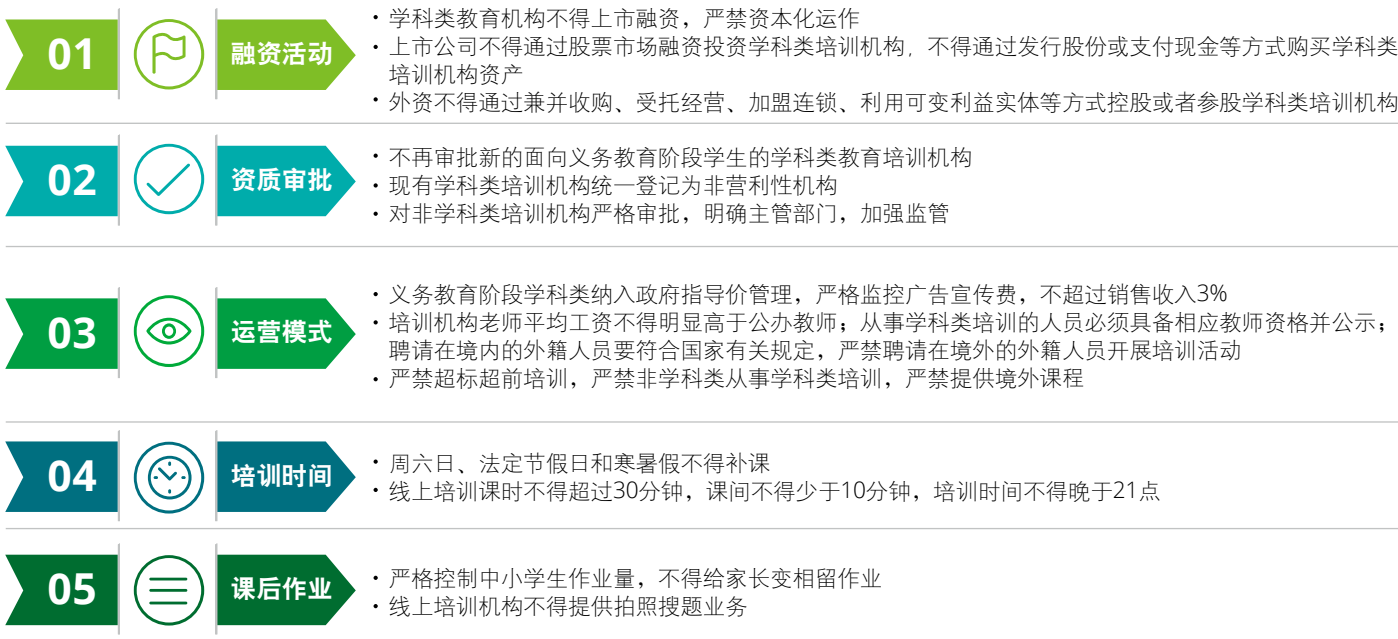 01
融资活动
・学科类教育机构不得上市融资，严禁资本化运作
・上市公司不得通过股票市场融资投资学科类培训机构，不得通过发行股份或支付现金等方式购买学科类
培训机构资产
・外资不得通过兼并收购、受托经营、加盟连锁、利用可变利益实体等方式控股或者参股学科类培训机构
02
资质审批
・不再审批新的面向义务教育阶段学生的学科类教育培训机构
・现有学科类培训机构统一登记为非营利性机构
・对非学科类培训机构严格审批，明确主管部门，加强监管
03
运营模式
・义务教育阶段学科类纳入政府指导价管理，严格监控广告宣传费，不超过销售收入3%
・培训机构老师平均工资不得明显高于公办教师；从事学科类培训的人员必须具备相应教师资格并公示；
聘请在境内的外籍人员要符合国家有关规定，严禁聘请在境外的外籍人员开展培训活动
・严禁超标超前培训，严禁非学科类从事学科类培训，严禁提供境外课程
04
培训时间
・周六日、法定节假日和寒暑假不得补课
・线上培训课时不得超过30分钟，课间不得少于10分钟，培训时间不得晚于21点
05
课后作业
・严格控制中小学生作业量，不得给家长变相留作业
・线上培训机构不得提供拍照搜题业务